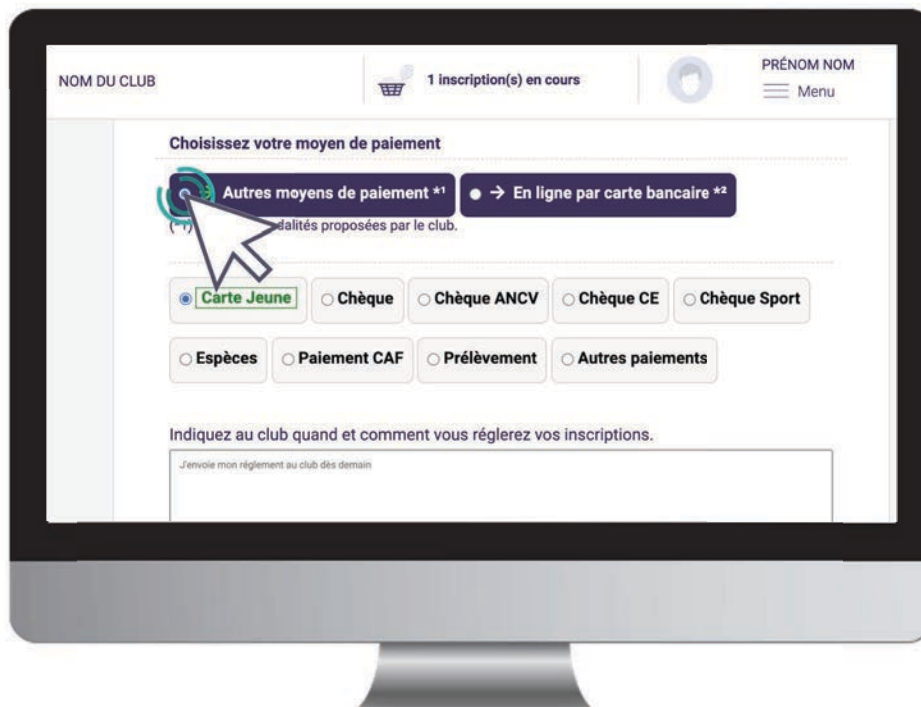 NOM DU CLUB
1 inscription(s) en cours
PRÉNOM NOM
Menu
Choisissez votre moyen de paiement
→ Autres moyens de paiement *¹
→ En ligne par carte bancaire *²
dalités proposées par le club.
Carte Jeune
Chèque
Chèque ANCV
Chèque CE
Chèque Sport
Espèces
Paiement CAF
Prélèvement
Autres paiements
Indiquez au club quand et comment vous réglerez vos inscriptions.
J'envoie mon réglement au club dès demain